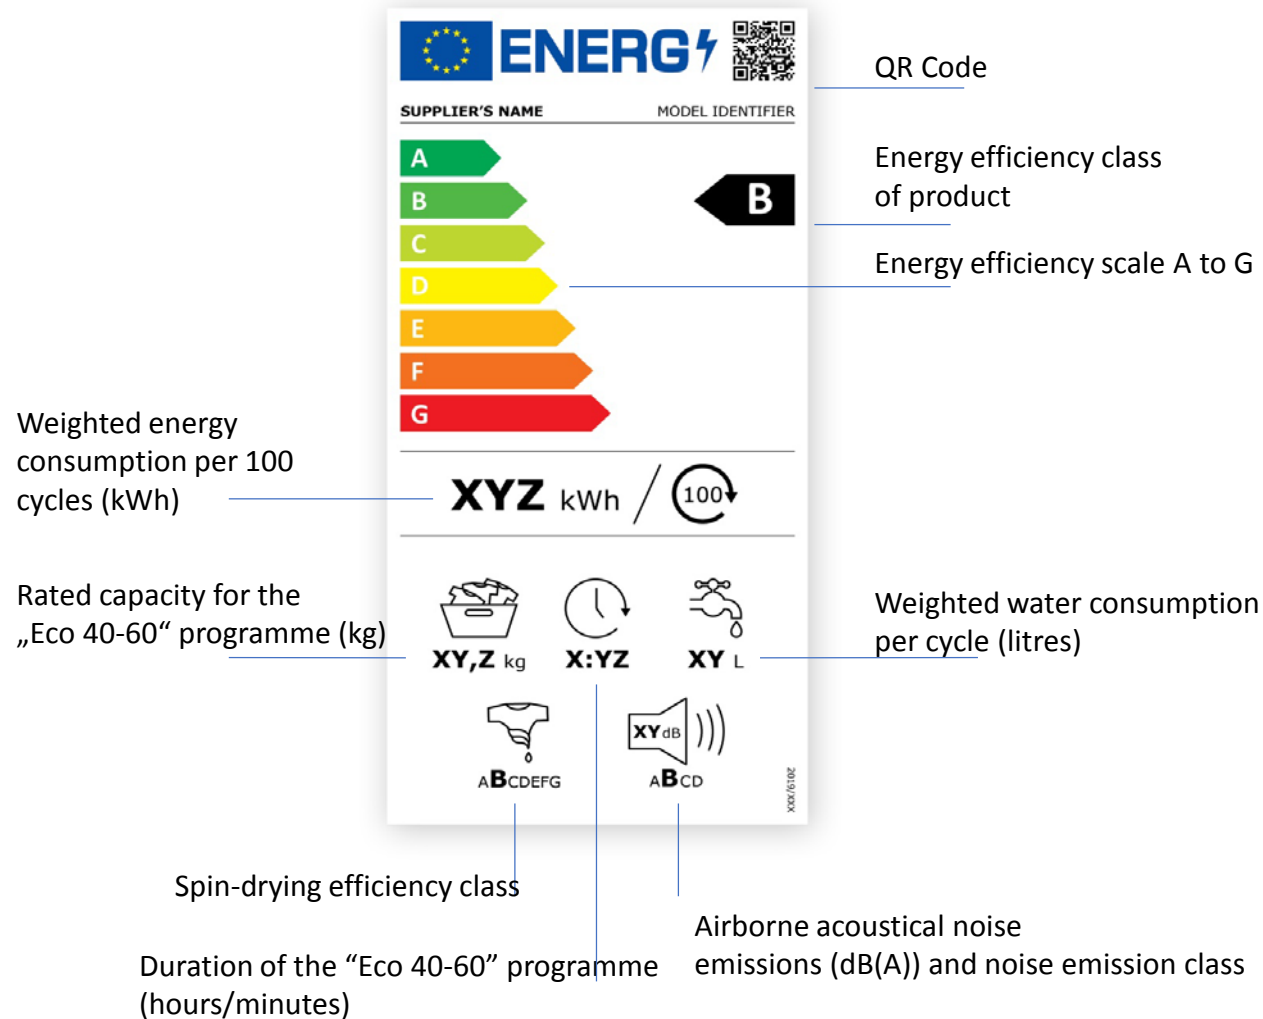 ENERG
SUPPLIER'S NAME
MODEL IDENTIFIER
QR Code
A
B
C
D
E
F
G
B
Energy efficiency class
of product
Energy efficiency scale A to G
Weighted energy
consumption per 100
cycles (kWh)
XYZ kWh / 100
Rated capacity for the
„Eco 40-60“ programme (kg)
XY,Z kg
X:YZ
XY L
Weighted water consumption
per cycle (litres)
ABCDEFG
XYdB
ABCD
2019/XXX
Spin-drying efficiency class
Duration of the “Eco 40-60” programme
(hours/minutes)
Airborne acoustical noise
emissions (dB(A)) and noise emission class